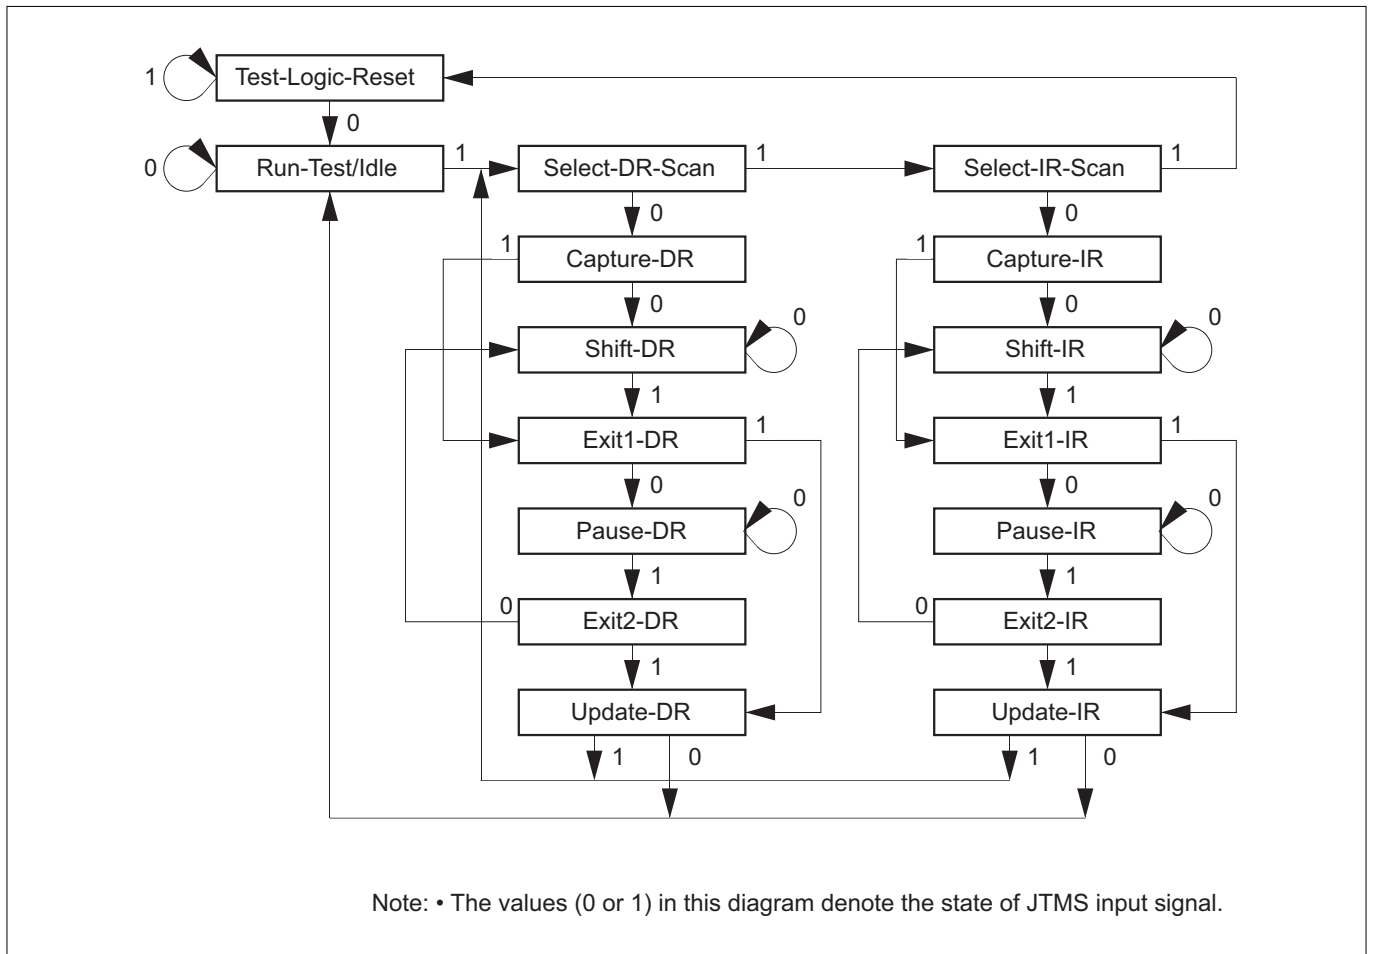 1 Test-Logic-Reset
0
0 Run-Test/Idle 1 Select-DR-Scan 1 Select-IR-Scan 1
0 0
1 Capture-DR 1 Capture-IR
0 0
0 0
Shift-DR Shift-IR
1 1
Exit1-DR 1 Exit1-IR 1
0 0
0 0
Pause-DR Pause-IR
1 1
0 Exit2-DR 0 Exit2-IR
1 1
Update-DR Update-IR
1 0 1 0
Note: • The values (0 or 1) in this diagram denote the state of JTMS input signal.